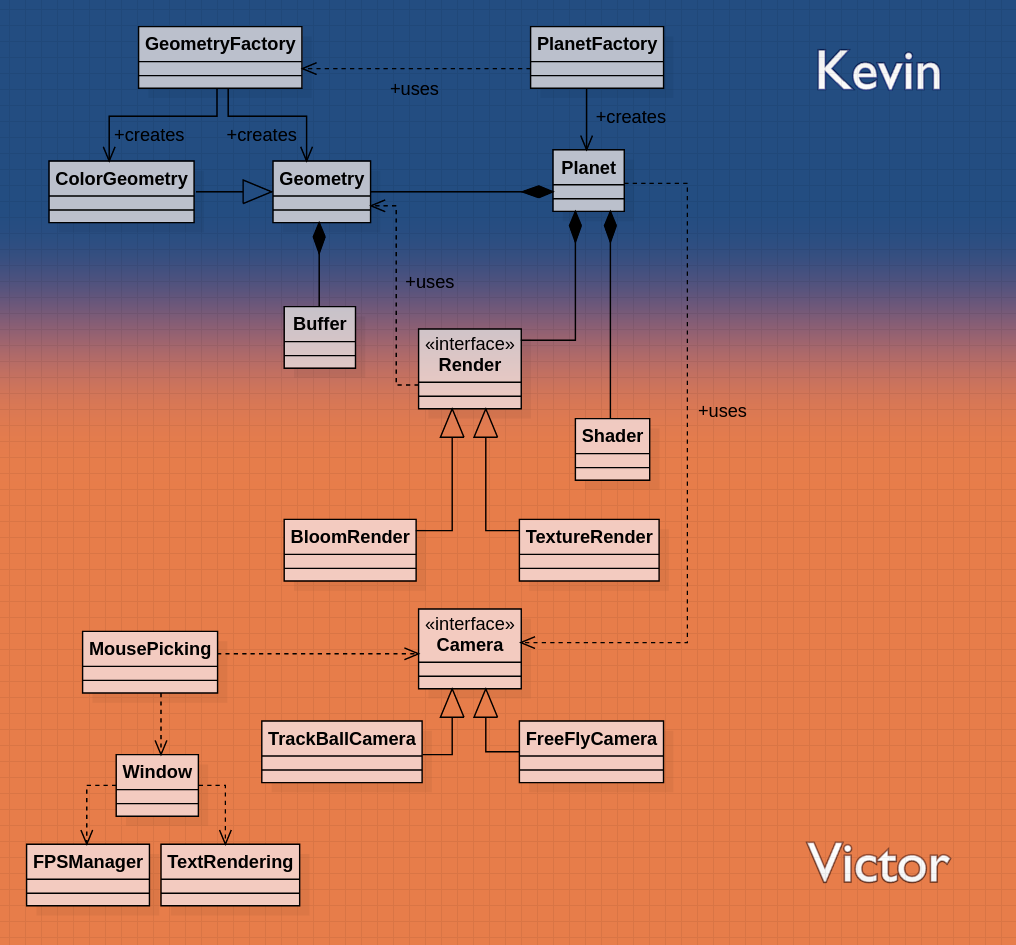 GeometryFactory
PlanetFactory
Kevin
+uses
+creates
+creates
+creates
ColorGeometry
Geometry
Planet
+uses
Buffer
«interface»
Render
+uses
Shader
BloomRender
TextureRender
«interface»
Camera
MousePicking
TrackBallCamera
FreeFlyCamera
Window
FPSManager
TextRendering
Victor